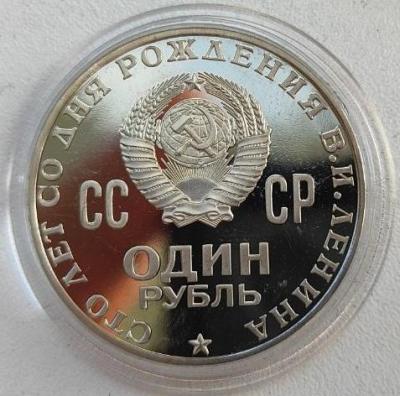 СТО ЛЕТ СО ДНЯ РОЖДЕНИЯ В.И.ЛЕНИНА
СС СР
ОДИН
РУБЛЬ